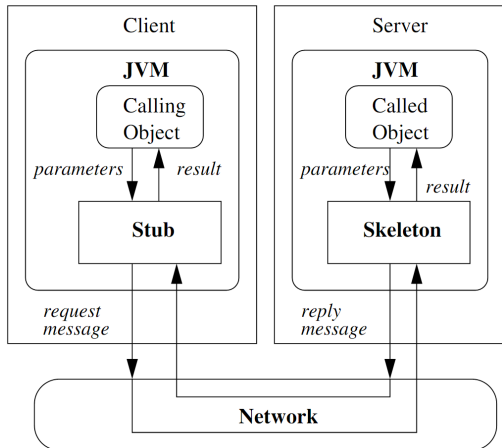 Client
JVM
Calling
Object
parameters
result
Stub
request
message
Server
JVM
Called
Object
parameters
result
Skeleton
reply
message
Network